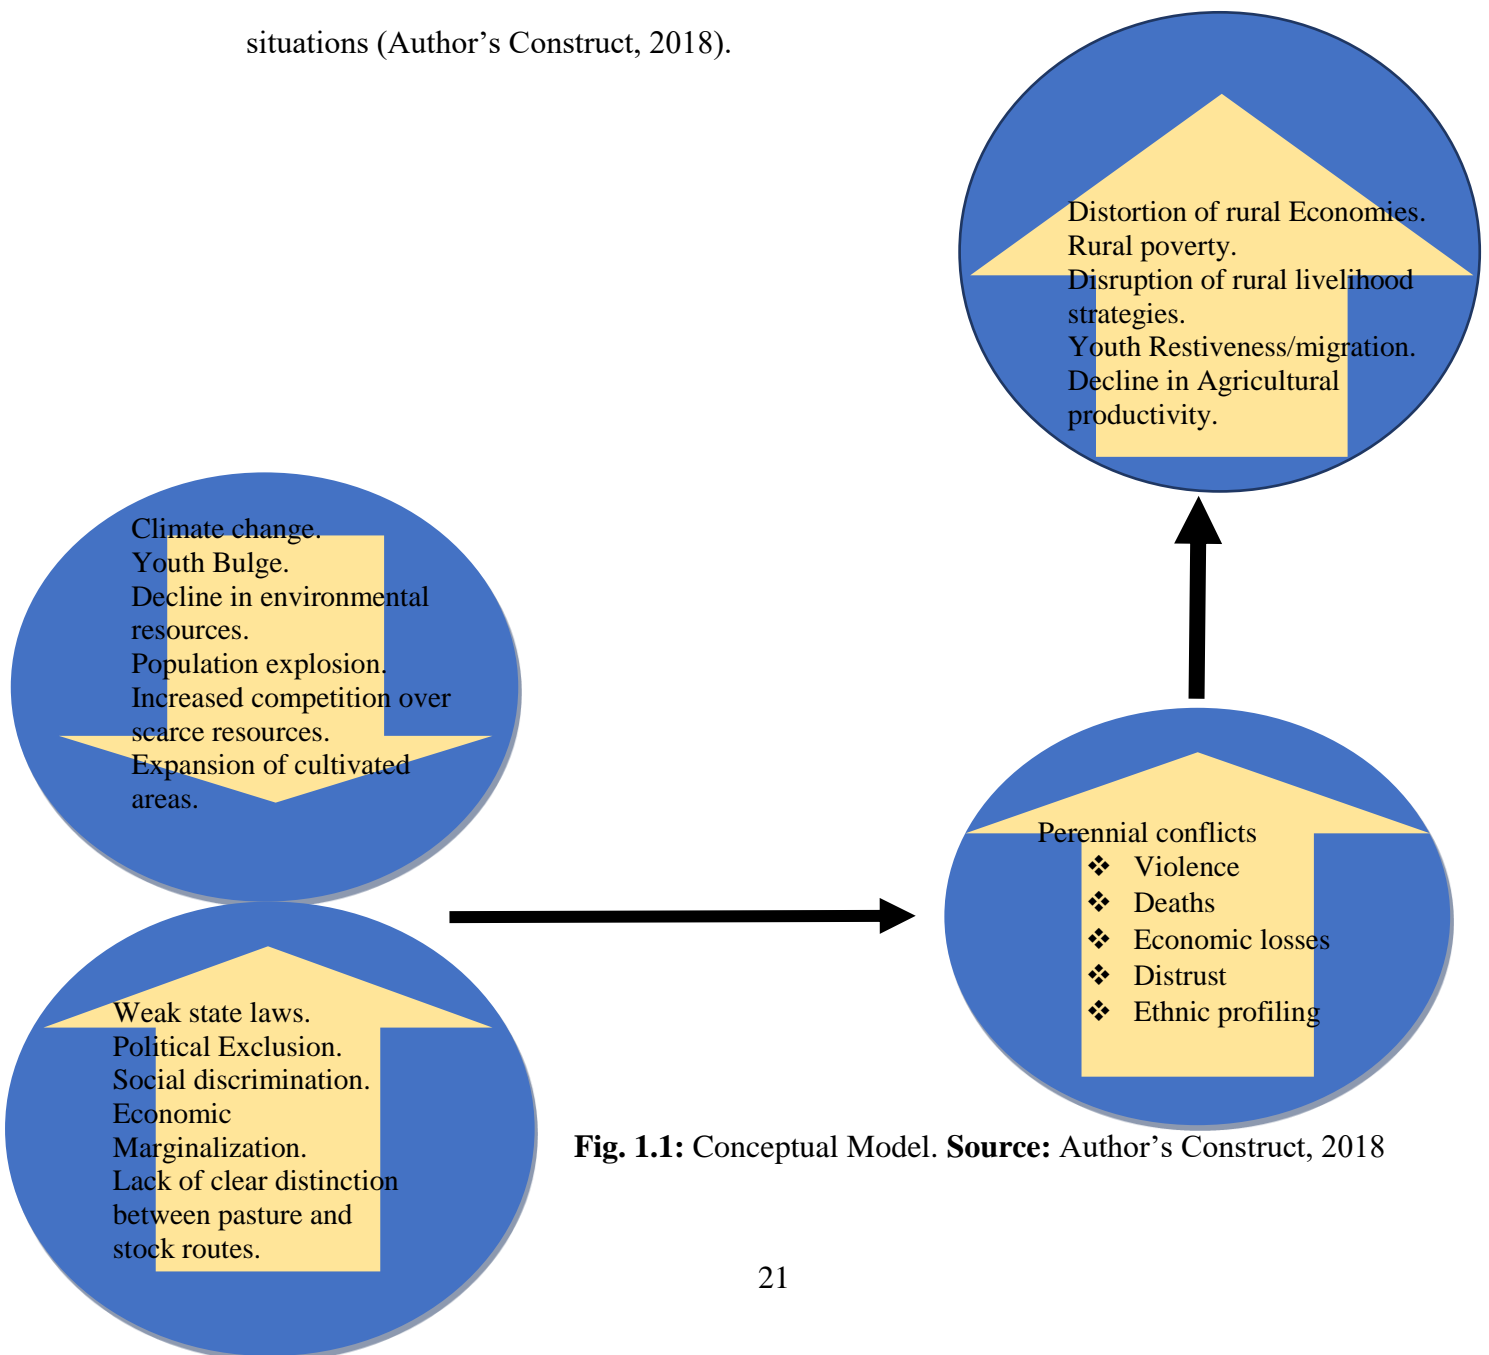 situations (Author’s Construct, 2018).
Distortion of rural Economies.
Rural poverty.
Disruption of rural livelihood
strategies.
Youth Restiveness/migration.
Decline in Agricultural
productivity.
Climate change.
Youth Bulge.
Decline in environmental
resources.
Population explosion.
Increased competition over
scarce resources.
Expansion of cultivated
areas.
Perennial conflicts
❖ Violence
❖ Deaths
❖ Economic losses
❖ Distrust
❖ Ethnic profiling
Weak state laws.
Political Exclusion.
Social discrimination.
Economic
Marginalization.
Lack of clear distinction
between pasture and
stock routes.
Fig. 1.1: Conceptual Model. Source: Author’s Construct, 2018
21